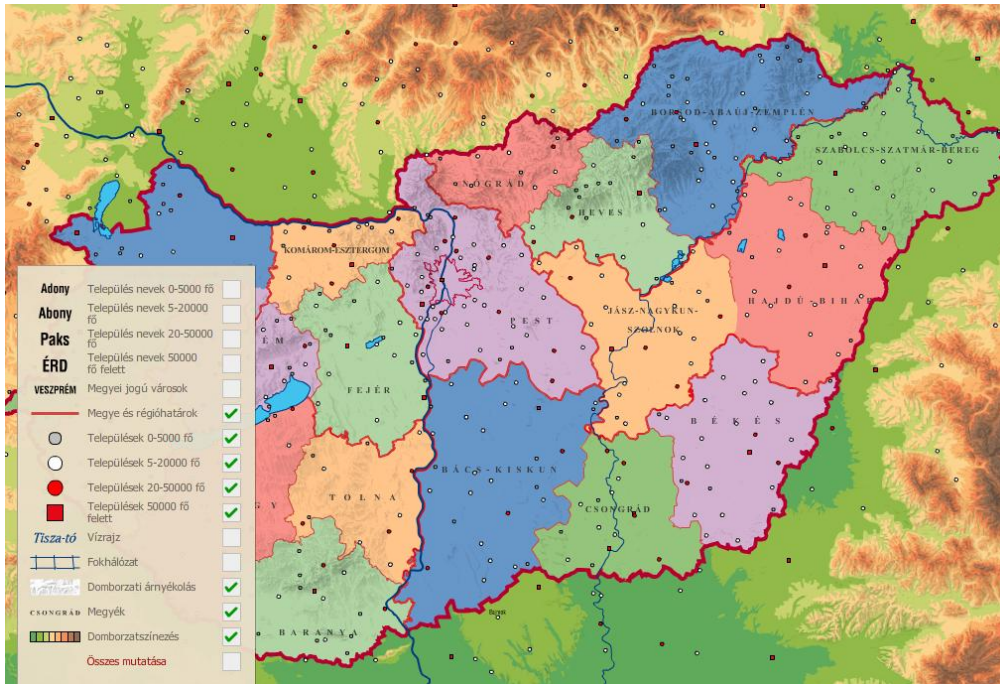 BORSOD-ABAÚJ-ZEMPLÉN
SZABOLCS-SZATMÁR-BEREG
NÓGRÁD
HEVES
KOMÁROM-ESZTERGOM
HAJDÚ-BIHAR
JÁSZ-NAGYKUN-
SZOLNOK
PEST
ÉM
FEJÉR
BÉKÉS
BÁCS-KISKUN
TOLNA
GY
CSONGRÁD
BARANYA
Adony Település nevek 0-5000 fő
Abony Település nevek 5-20000
fő
Paks Település nevek 20-50000
fő
ÉRD Település nevek 50000
fő felett
VESZPRÉM Megyei jogú városok
Megye és régióhatárok
Települések 0-5000 fő
Települések 5-20000 fő
Települések 20-50000 fő
Települések 50000 fő
felett
Tisza-tó Vízrajz
Fokhálózat
Domborzati árnyékolás
CSONGRÁD Megyék
Domborzatszínezés
Összes mutatása